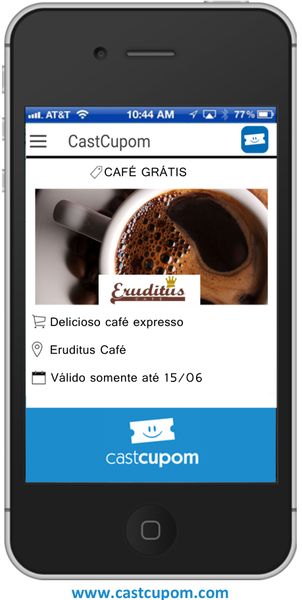 AT&T 10:44 AM 77%
CastCupom
CAFÉ GRÁTIS
Eruditus
CAFÉ
Delicioso café expresso
Eruditus Café
Válido somente até 15/06
castcupom
www.castcupom.com